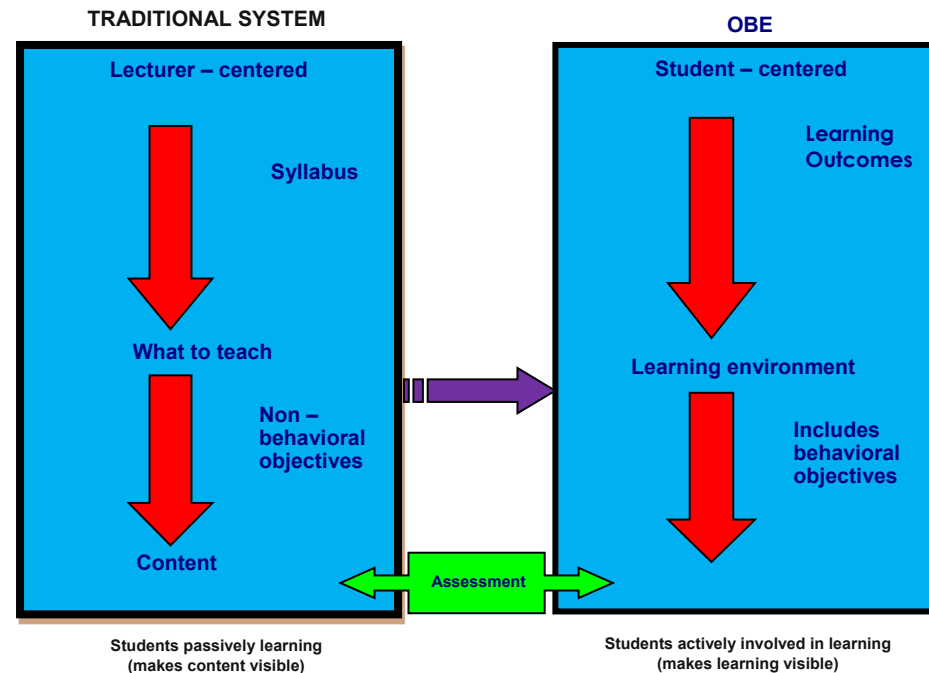 TRADITIONAL SYSTEM
Lecturer – centered
Syllabus
What to teach
Non –
behavioral
objectives
Content
Students passively learning
(makes content visible)
Assessment
OBE
Student – centered
Learning
Outcomes
Learning environment
Includes
behavioral
objectives
Students actively involved in learning
(makes learning visible)